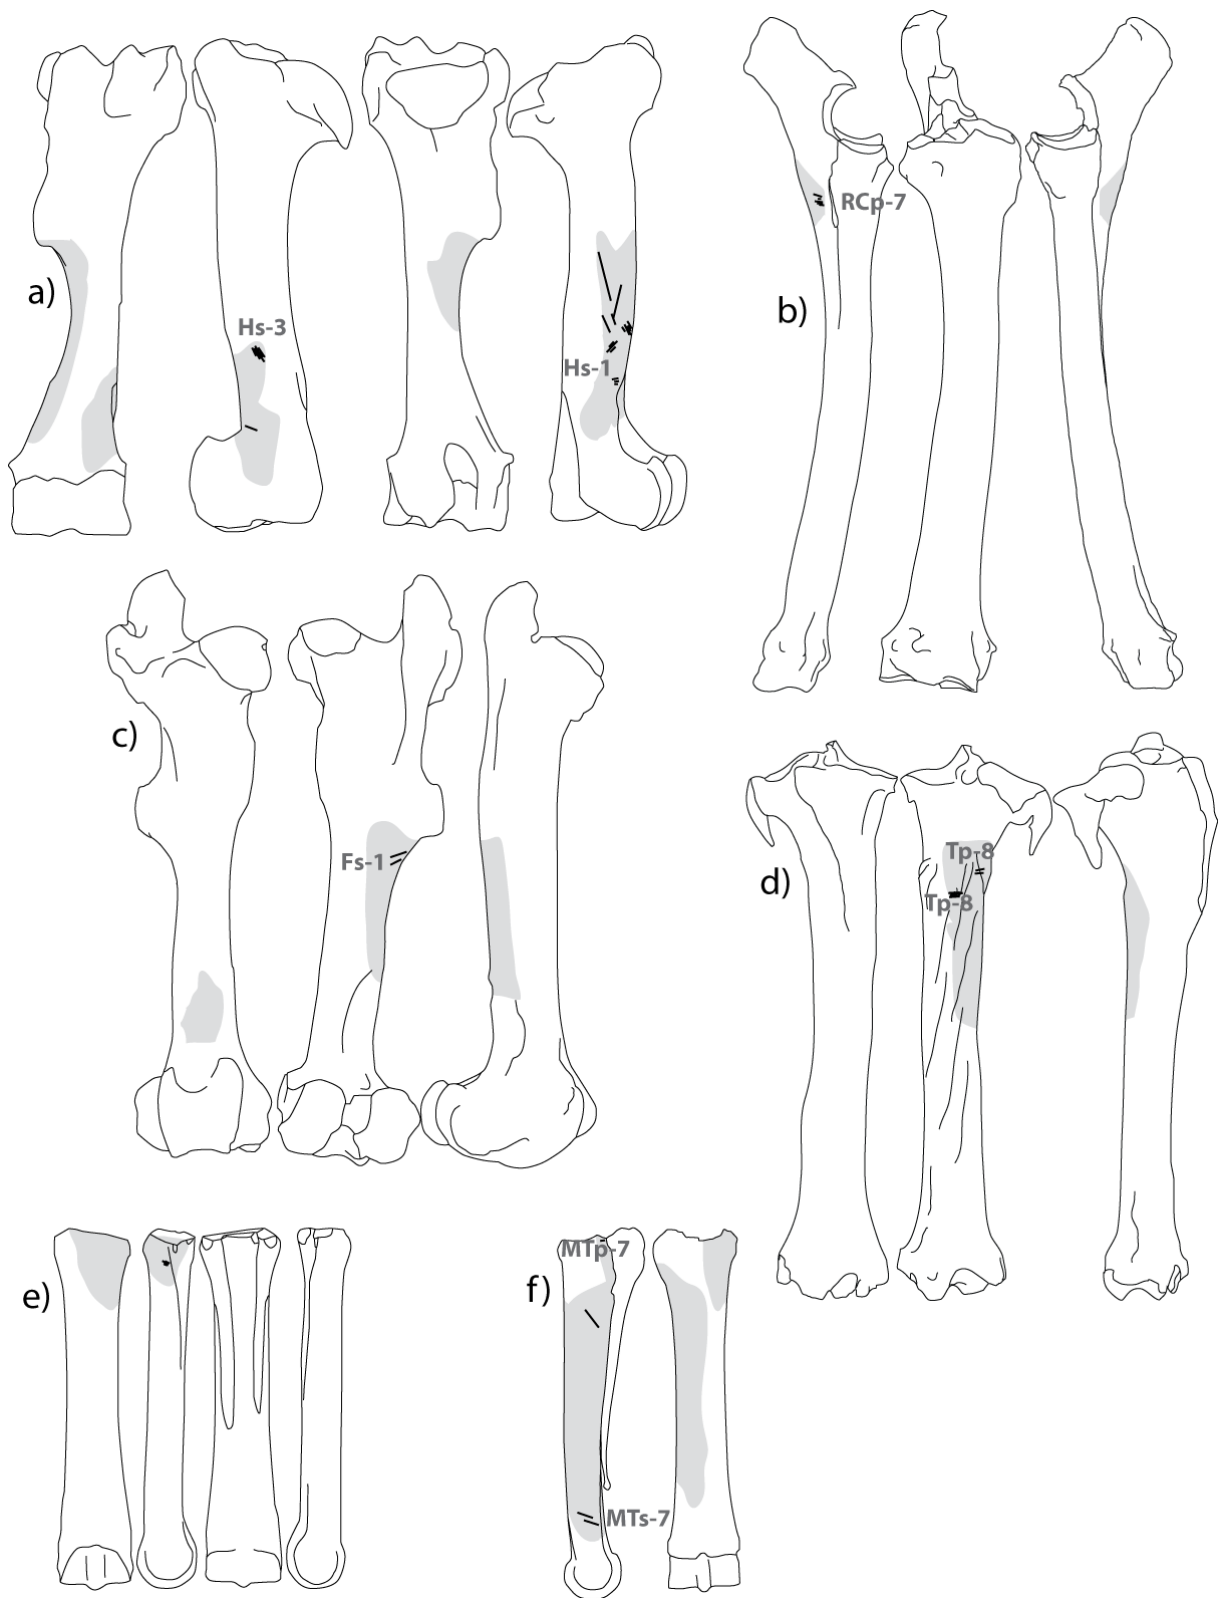 a)
Hs-3
Hs-1
b)
RCp-7
c)
Fs-1
d)
Tp-8
Tp-8
e)
f)
MTp-7
MTs-7